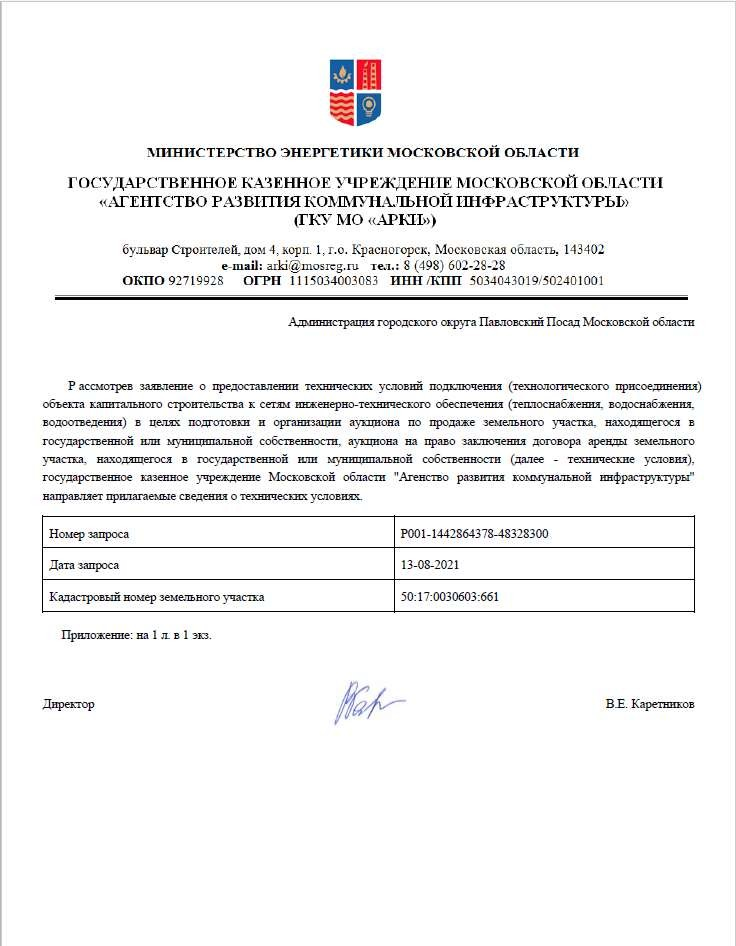 МИНИСТЕРСТВО ЭНЕРГЕТИКИ МОСКОВСКОЙ ОБЛАСТИ
ГОСУДАРСТВЕННОЕ КАЗЕННОЕ УЧРЕЖДЕНИЕ МОСКОВСКОЙ ОБЛАСТИ
«АГЕНТСТВО РАЗВИТИЯ КОММУНАЛЬНОЙ ИНФРАСТРУКТУРЫ»
(ГКУ МО «АРКИ»)
бульвар Строителей, дом 4, корп. 1, г.о. Красногорск, Московская область, 143402
e-mail: arki@mosreg.ru тел.: 8 (498) 602-28-28
ОКПО 92719928 ОГРН 1115034003083 ИНН /КПП 5034043019/502401001
Администрация городского округа Павловский Посад Московской области
Р ассмотрев заявление о предоставлении технических условий подключения (технологического присоединения)
объекта капитального строительства к сетям инженерно-технического обеспечения (теплоснабжения, водоснабжения,
водоотведения) в целях подготовки и организации аукциона по продаже земельного участка, находящегося в
государственной или муниципальной собственности, аукциона на право заключения договора аренды земельного
участка, находящегося в государственной или муниципальной собственности (далее - технические условия),
государственное казенное учреждение Московской области "Агенство развития коммунальной инфраструктуры"
направляет прилагаемые сведения о технических условиях.
Номер запроса P001-1442864378-48328300
Дата запроса 13-08-2021
Кадастровый номер земельного участка 50:17:0030603:661
Приложение: на 1 л. в 1 экз.
Директор В.Е. Каретников